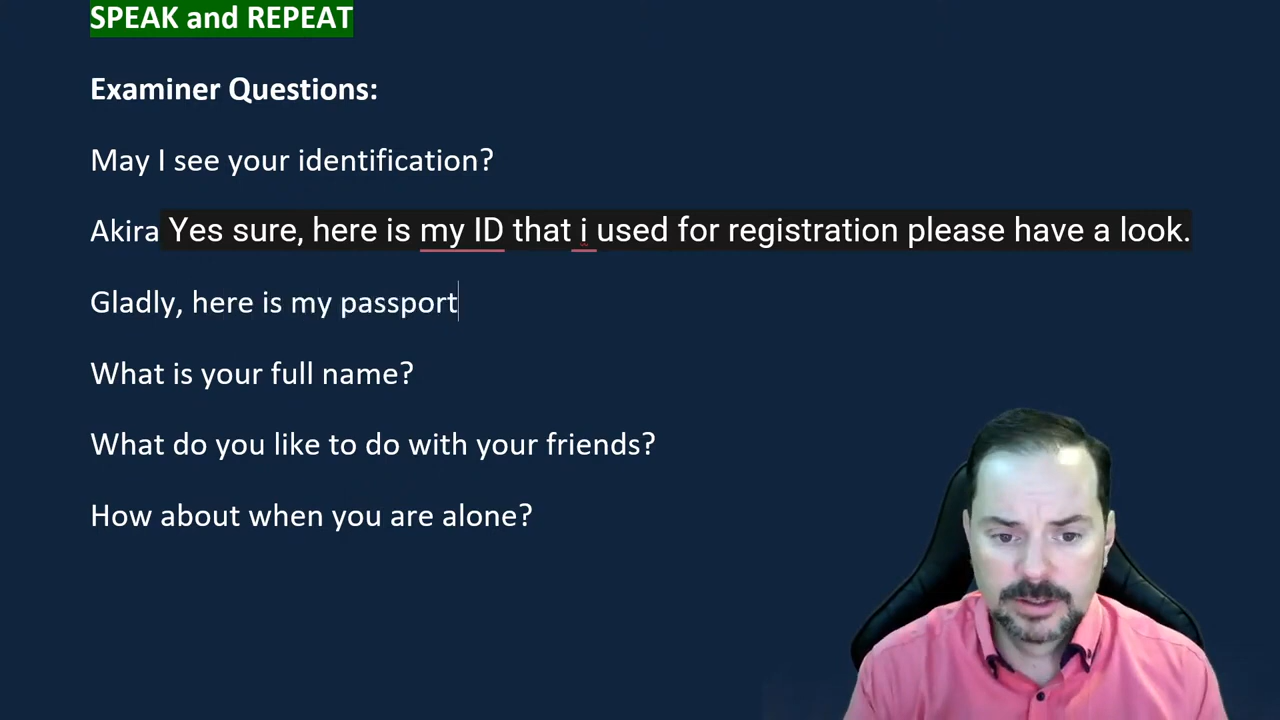 SPEAK and REPEAT
Examiner Questions:
May I see your identification?
Akira Yes sure, here is my ID that i used for registration please have a look.
Gladly, here is my passport
What is your full name?
What do you like to do with your friends?
How about when you are alone?